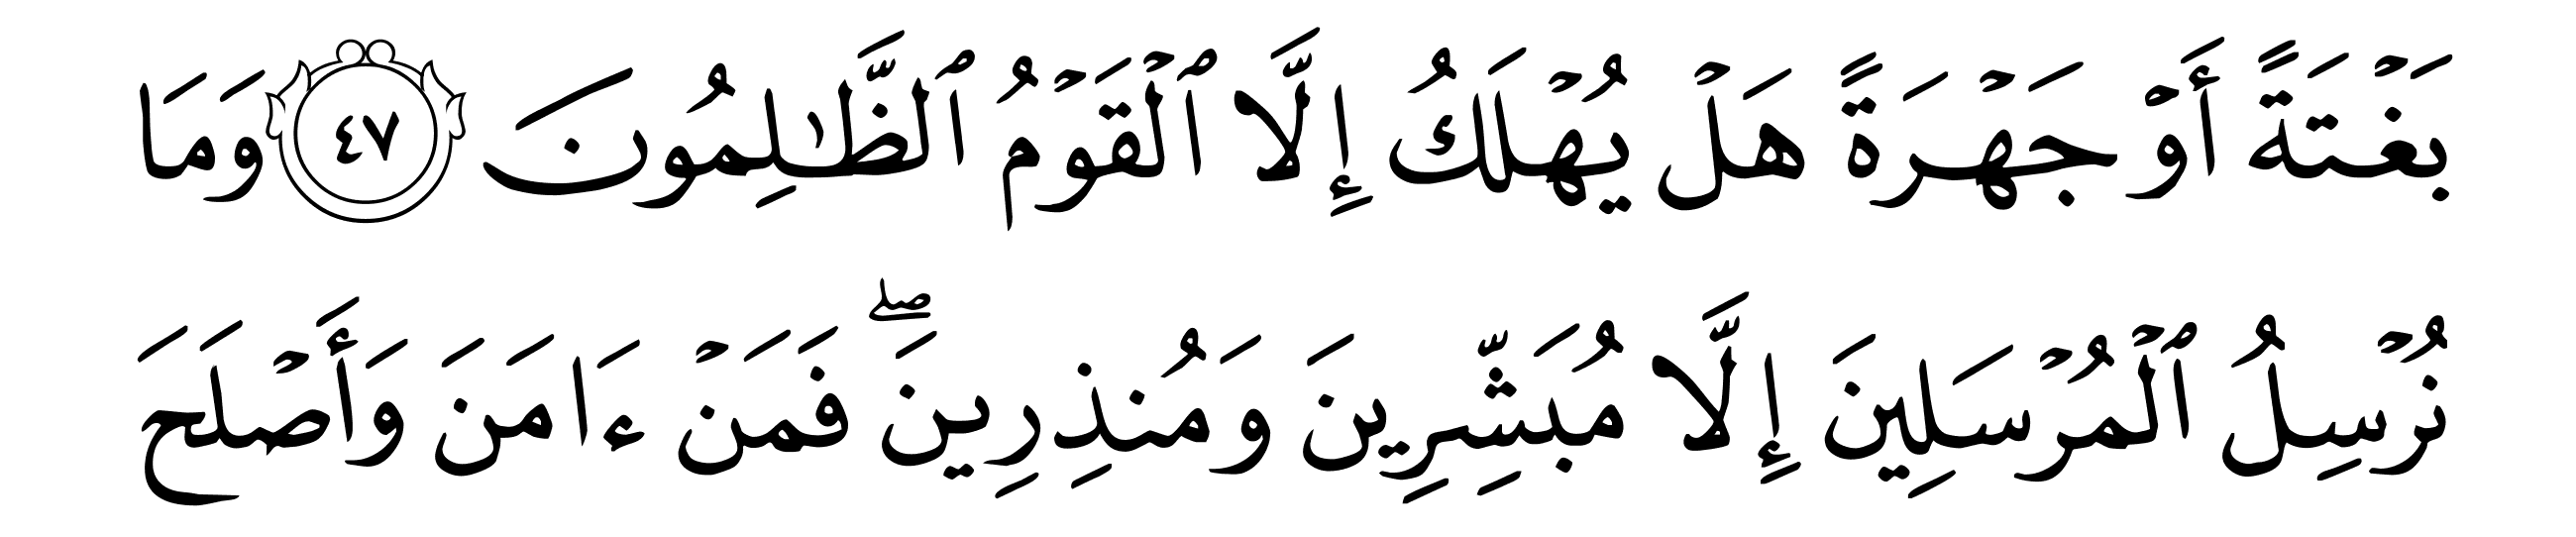 بَغۡتَةً أَوۡ جَهۡرَةً هَلۡ يُهۡلَكُ إِلَّا ٱلۡقَوۡمُ ٱلظَّٰلِمُونَ ٤٧ وَمَا
نُرۡسِلُ ٱلۡمُرۡسَلِينَ إِلَّا مُبَشِّرِينَ وَمُنذِرِينَۖ فَمَنۡ ءَامَنَ وَأَصۡلَحَ